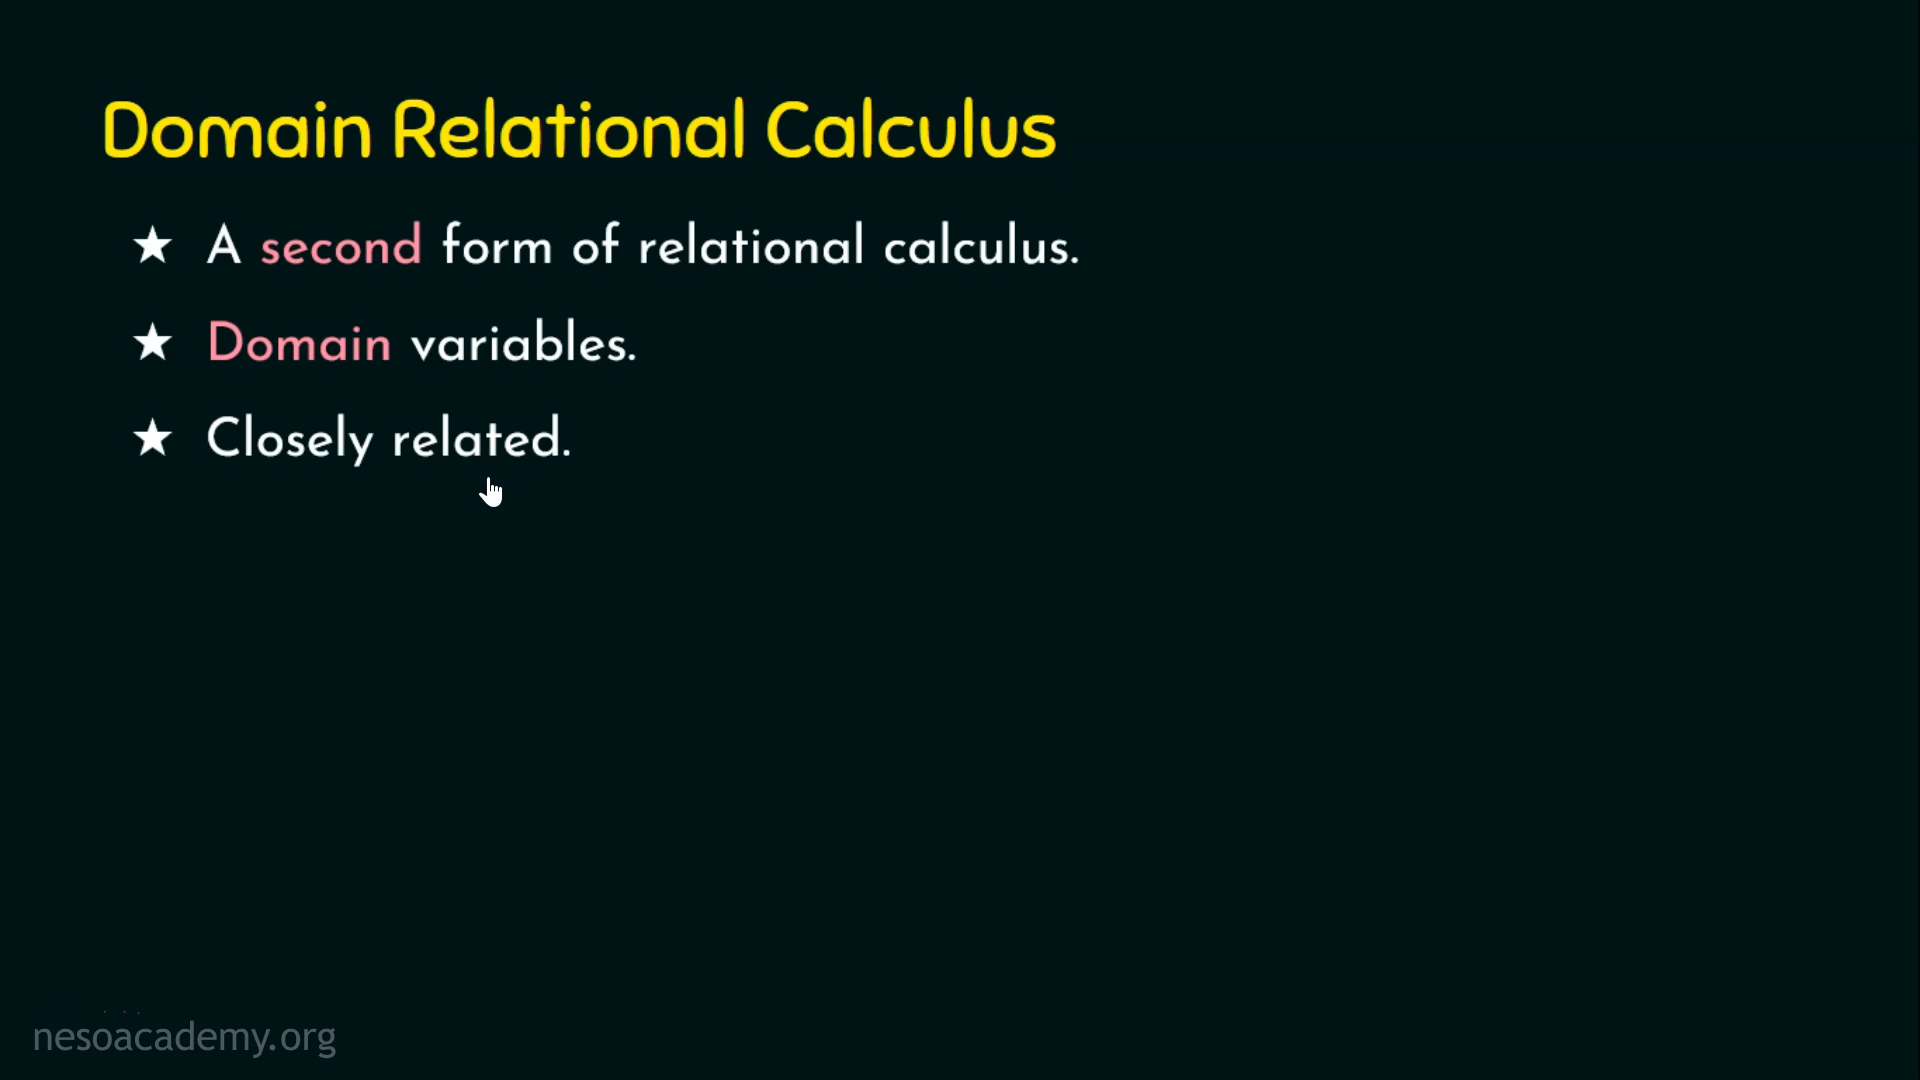 Domain Relational Calculus
★ A second form of relational calculus.
★ Domain variables.
★ Closely related.
nesoacademy.org